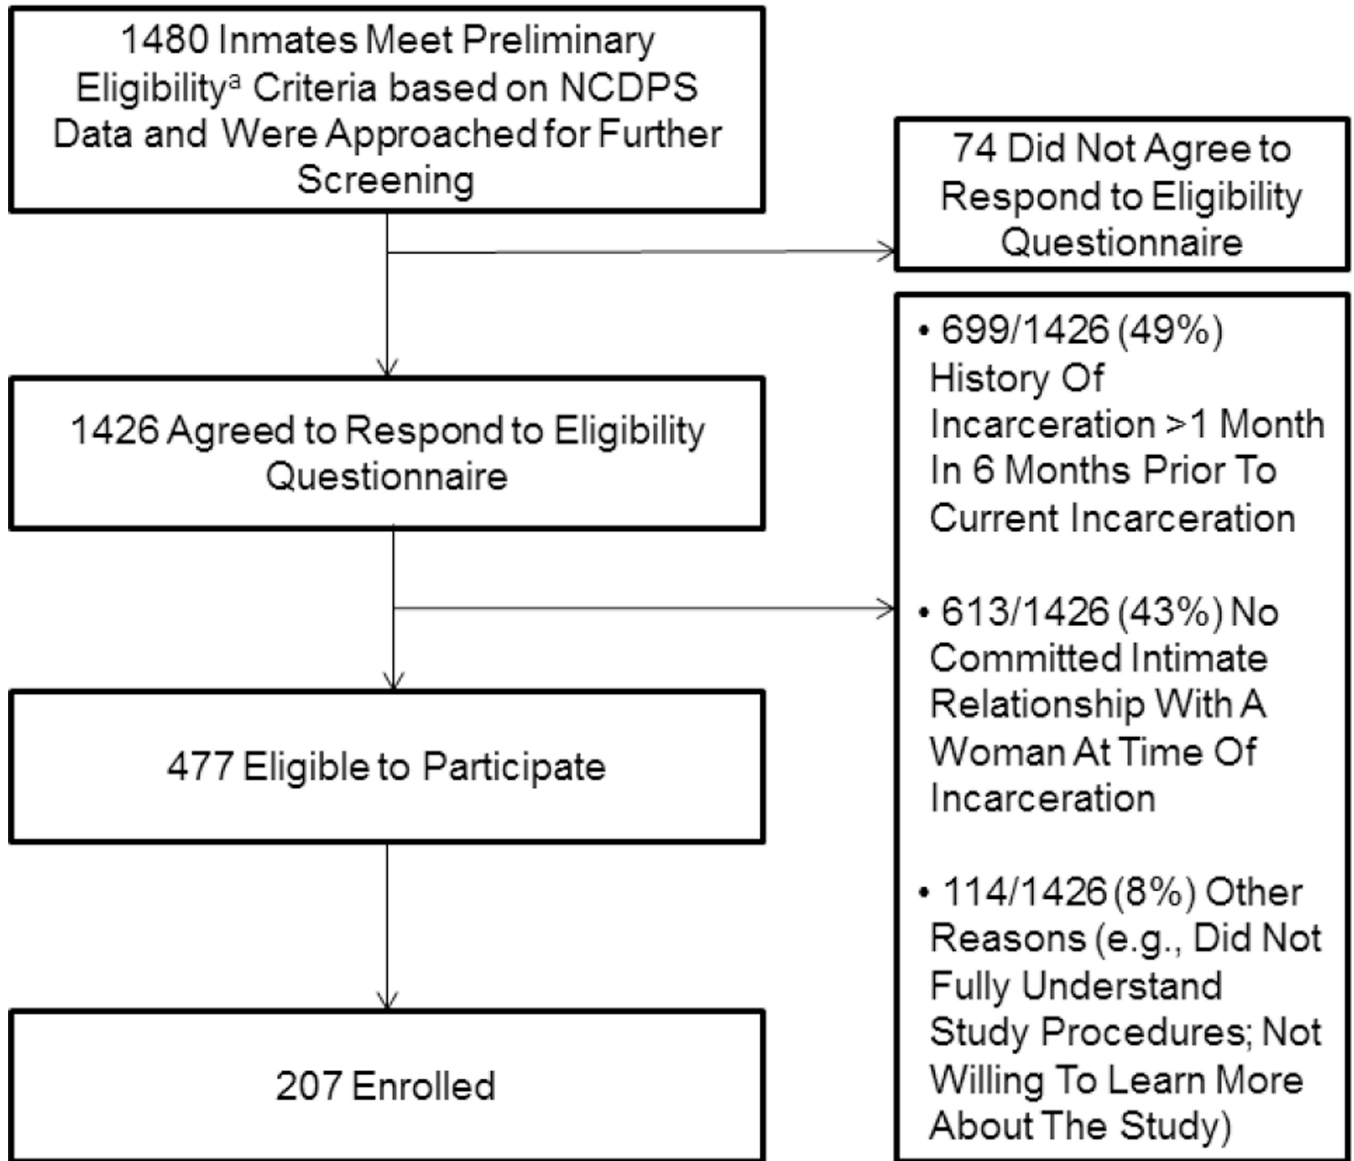 1480 Inmates Meet Preliminary
Eligibilityᵃ Criteria based on NCDPS
Data and Were Approached for Further
Screening
74 Did Not Agree to
Respond to Eligibility
Questionnaire
1426 Agreed to Respond to Eligibility
Questionnaire
• 699/1426 (49%)
History Of
Incarceration >1 Month
In 6 Months Prior To
Current Incarceration
• 613/1426 (43%) No
Committed Intimate
Relationship With A
Woman At Time Of
Incarceration
• 114/1426 (8%) Other
Reasons (e.g., Did Not
Fully Understand
Study Procedures; Not
Willing To Learn More
About The Study)
477 Eligible to Participate
207 Enrolled